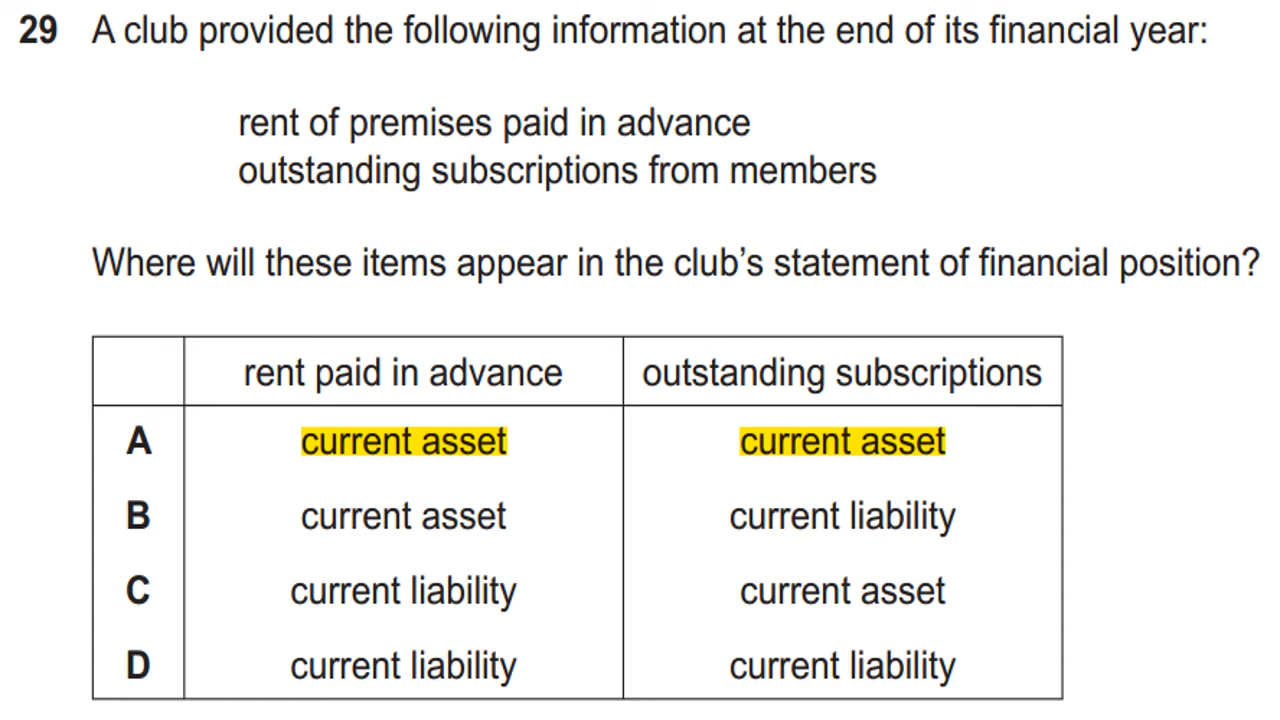 29 A club provided the following information at the end of its financial year:
rent of premises paid in advance
outstanding subscriptions from members
Where will these items appear in the club's statement of financial position?
rent paid in advance outstanding subscriptions
A current asset current asset
B current asset current liability
C current liability current asset
D current liability current liability